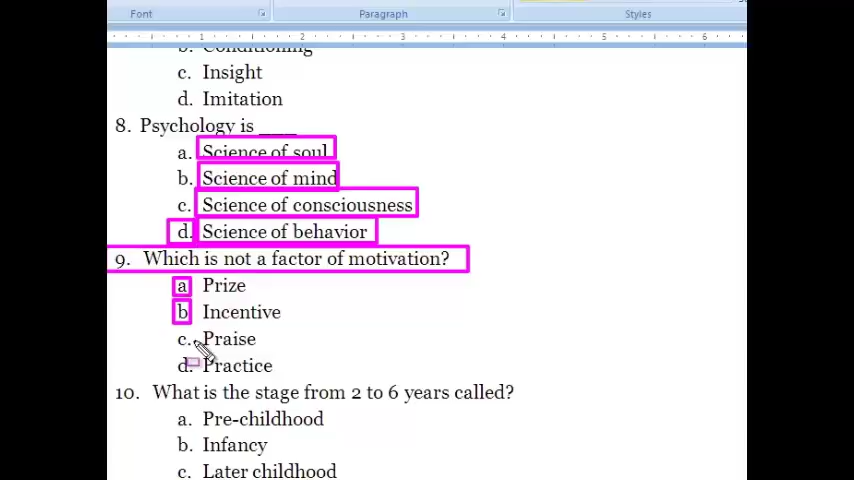 Font Paragraph Styles
1 2 3 4 5 6
b. Conditioning
c. Insight
d. Imitation
8. Psychology is ____
a. Science of soul
b. Science of mind
c. Science of consciousness
d. Science of behavior
9. Which is not a factor of motivation?
a Prize
b Incentive
c. Praise
d. Practice
10. What is the stage from 2 to 6 years called?
a. Pre-childhood
b. Infancy
c. Later childhood